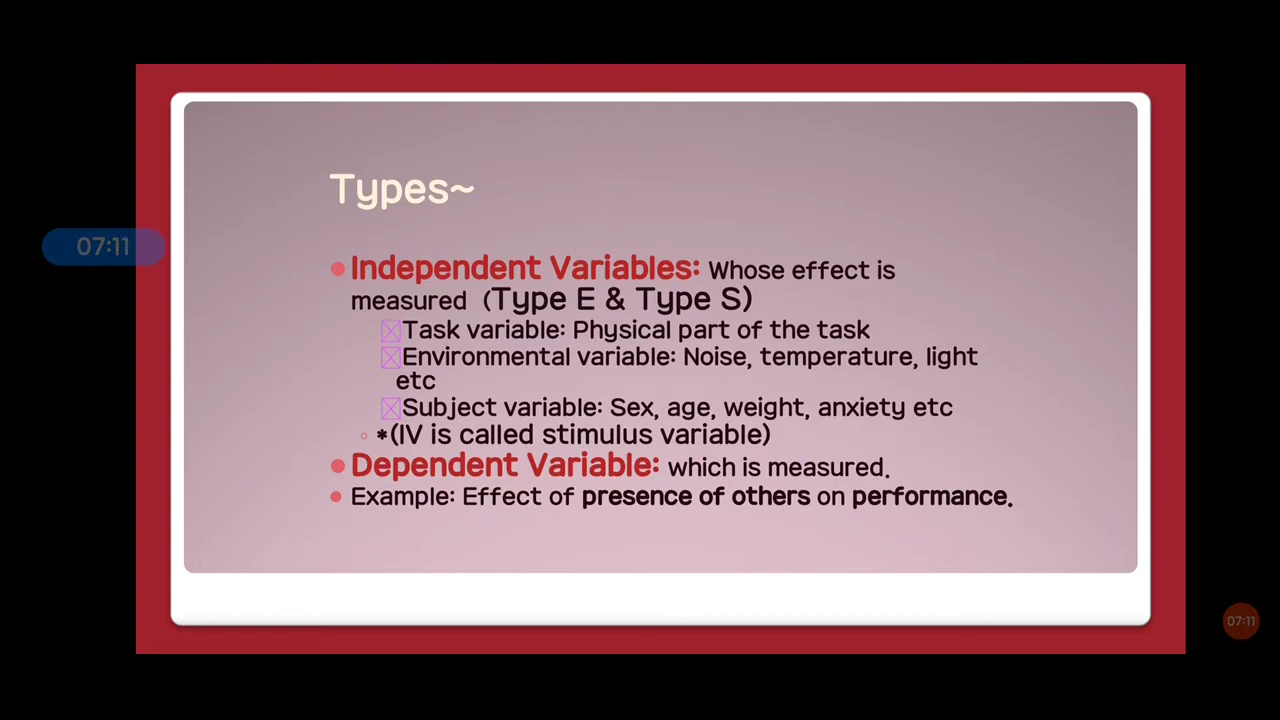 Types~
07:11
Independent Variables: Whose effect is
measured (Type E & Type S)
Task variable: Physical part of the task
Environmental variable: Noise, temperature, light
etc
Subject variable: Sex, age, weight, anxiety etc
*(IV is called stimulus variable)
Dependent Variable: which is measured.
Example: Effect of presence of others on performance.
07:11